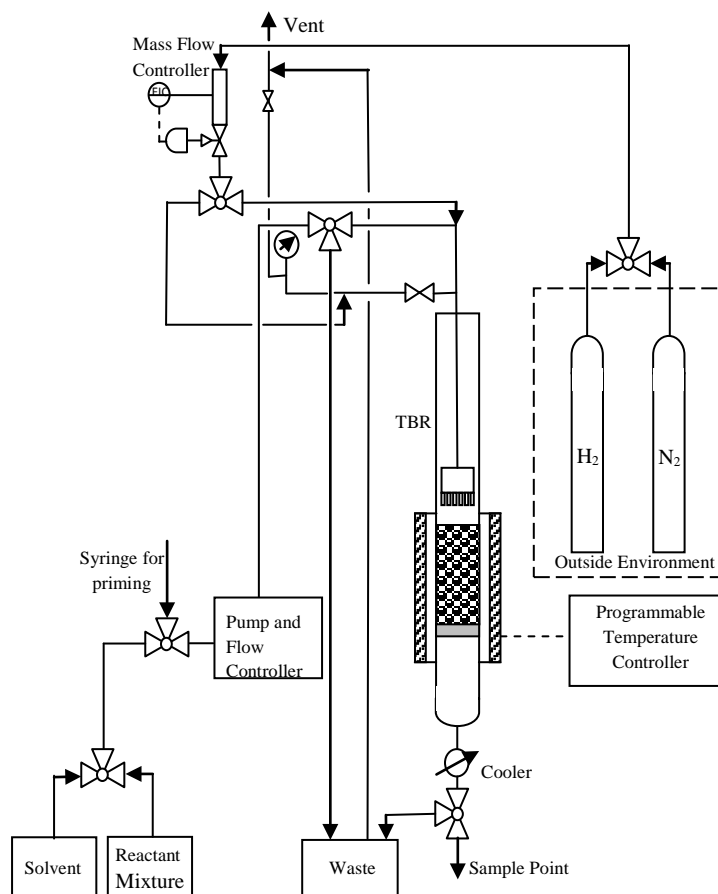 Vent
Mass Flow
Controller
FIC
TBR
H2
N2
Outside Environment
Syringe for
priming
Pump and
Flow
Controller
Programmable
Temperature
Controller
Cooler
Solvent
Reactant
Mixture
Waste
Sample Point